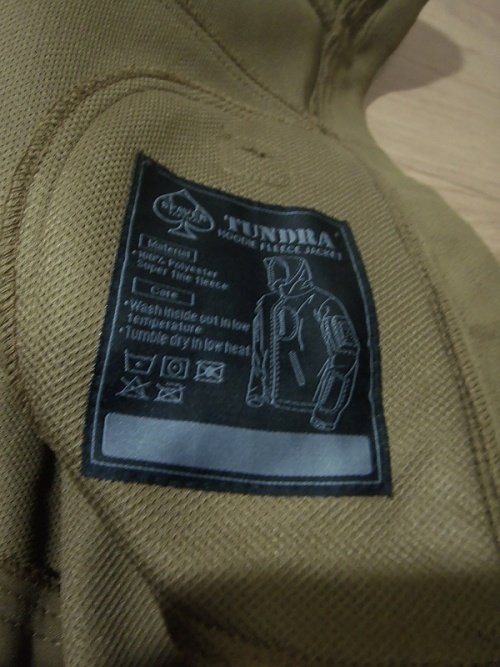 TUNDRA
HOODIE FLEECE JACKET
Material
•100% Polyester
Super fine fleece
Care
•Wash inside out in low
temperature
•Tumble dry in low heat